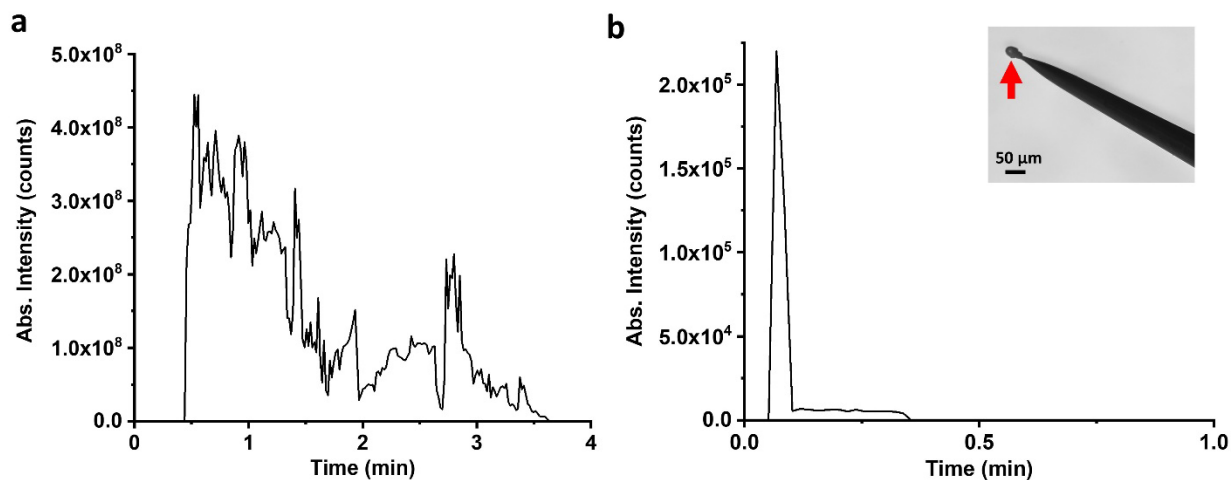 a
5.0x10⁸
4.0x10⁸
3.0x10⁸
2.0x10⁸
1.0x10⁸
0.0
Abs. Intensity (counts)
0
1
2
3
4
Time (min)
b
2.0x10⁵
1.5x10⁵
1.0x10⁵
5.0x10⁴
0.0
Abs. Intensity (counts)
0.0
0.5
1.0
Time (min)
50 µm